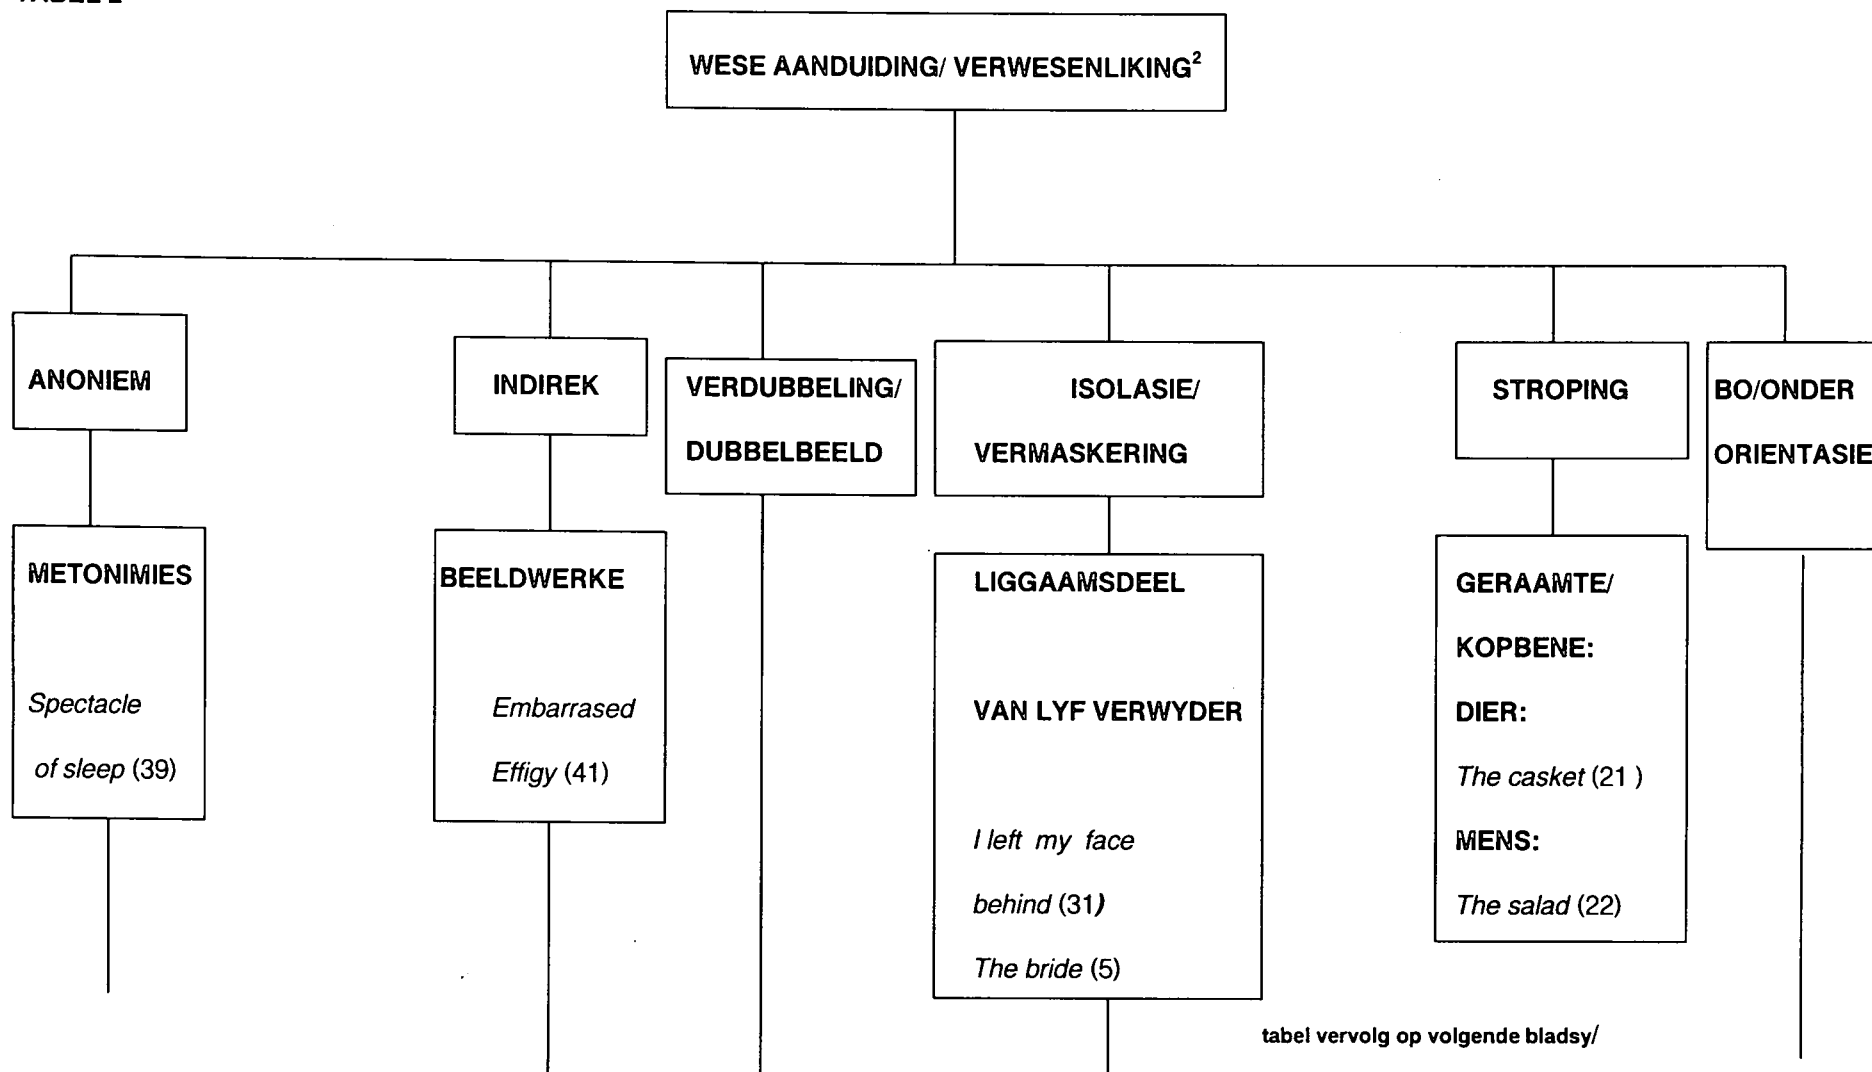 WESE AANDUIDING/ VERWESENLIKING²
ANONIEM
INDIREK
VERDUBBELING/
DUBBELBEELD
ISOLASIE/
VERMASKERING
STROPING
BO/ONDER
ORIENTASIE
METONIMIES
Spectacle
of sleep (39)
BEELDWERKE
Embarrased
Effigy (41)
LIGGAAMSDEEL
VAN LYF VERWYDER
I left my face
behind (31)
The bride (5)
GERAAMTE/
KOPBENE:
DIER:
The casket (21 )
MENS:
The salad (22)
tabel vervolg op volgende bladsy/